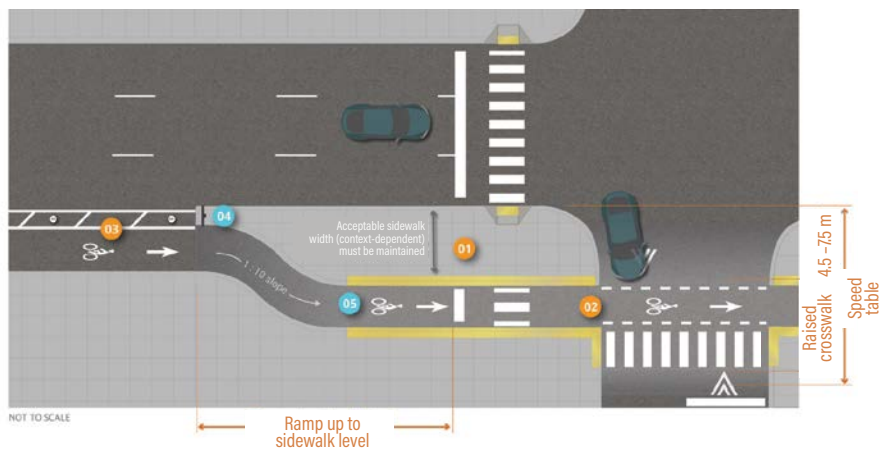 Acceptable sidewalk
width (context-dependent)
must be maintained
01
04
03
1 : 10 slope
05
02
Raised
crosswalk
4.5 –7.5 m
Speed
table
NOT TO SCALE
Ramp up to
sidewalk level